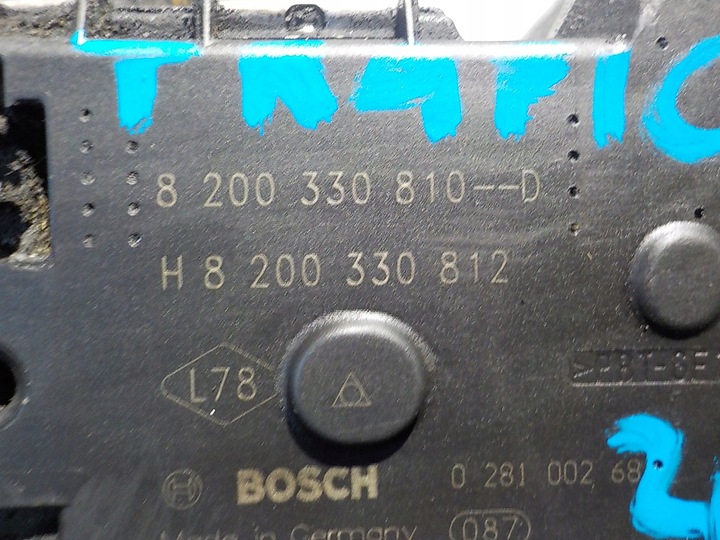 TRAFIC
8 200 330 810--D
H 8 200 330 812
L78
BOSCH 0 281 002 68
Made in Germany 087